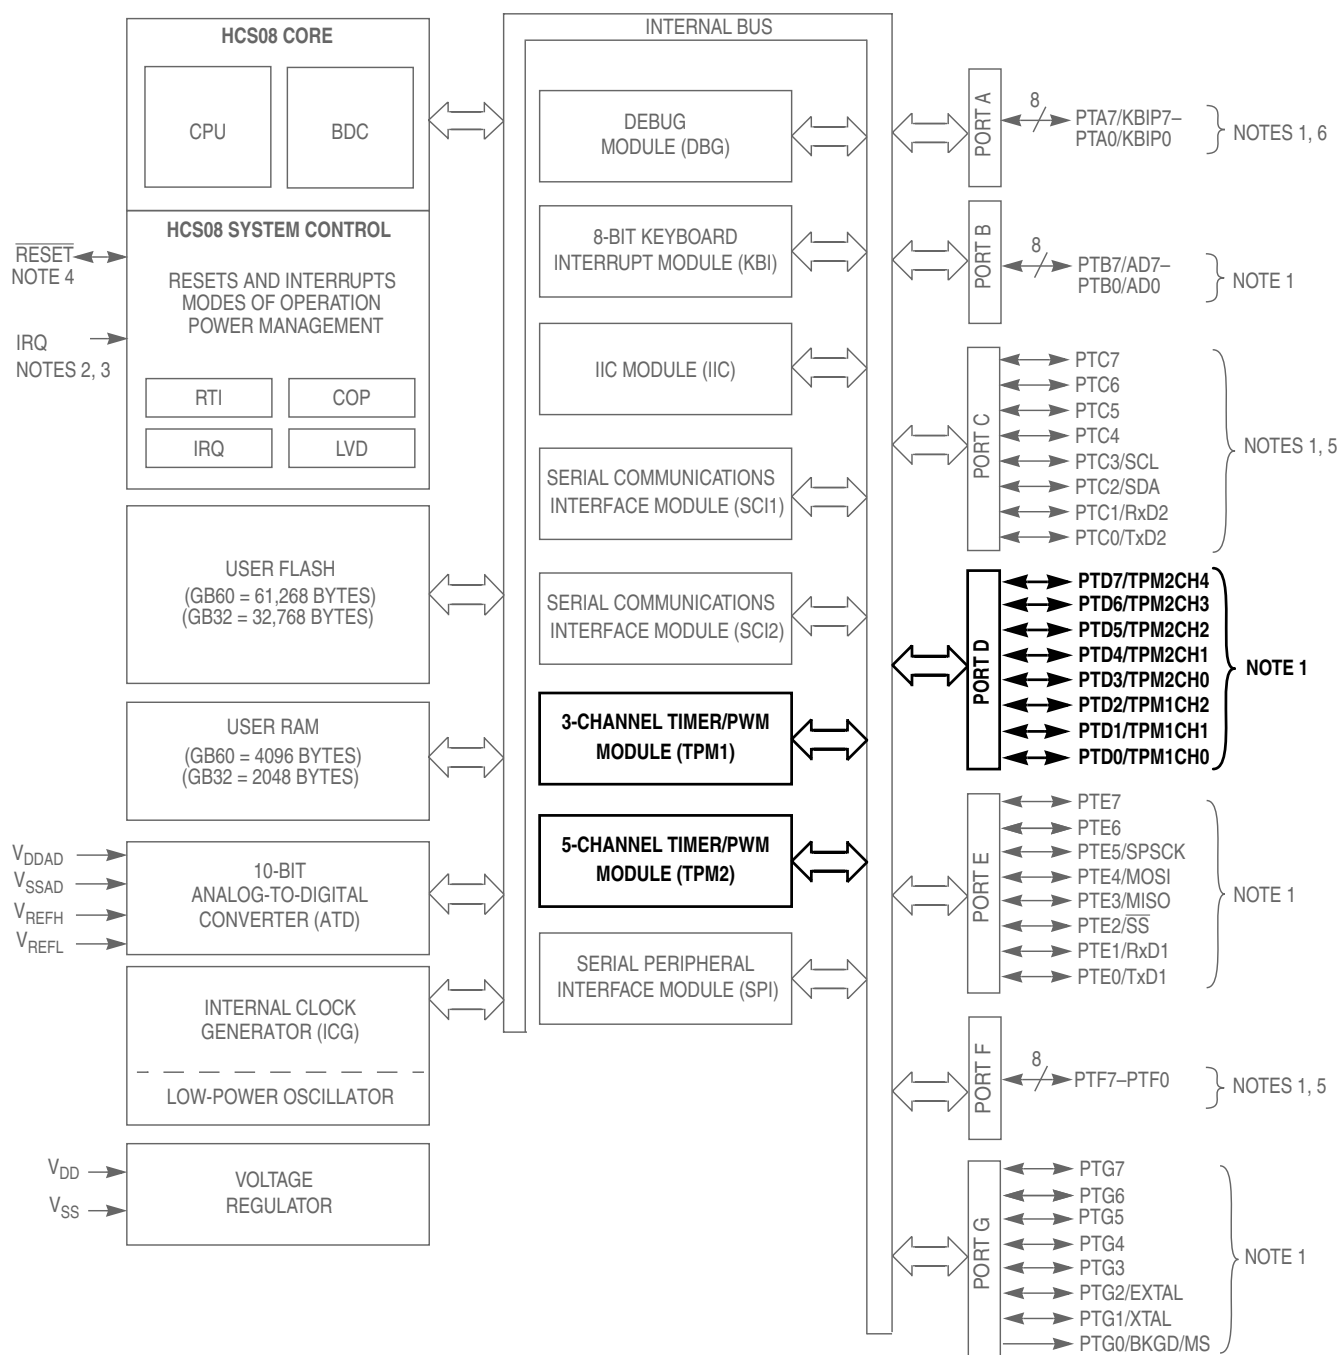 HCS08 CORE
CPU
BDC
HCS08 SYSTEM CONTROL
RESETS AND INTERRUPTS
MODES OF OPERATION
POWER MANAGEMENT
RTI
COP
IRQ
LVD
RESET
NOTE 4
IRQ
NOTES 2, 3
USER FLASH
(GB60 = 61,268 BYTES)
(GB32 = 32,768 BYTES)
USER RAM
(GB60 = 4096 BYTES)
(GB32 = 2048 BYTES)
VDDAD
VSSAD
VREFH
VREFL
10-BIT
ANALOG-TO-DIGITAL
CONVERTER (ATD)
INTERNAL CLOCK
GENERATOR (ICG)
LOW-POWER OSCILLATOR
VDD
VSS
VOLTAGE
REGULATOR
INTERNAL BUS
DEBUG
MODULE (DBG)
8-BIT KEYBOARD
INTERRUPT MODULE (KBI)
IIC MODULE (IIC)
SERIAL COMMUNICATIONS
INTERFACE MODULE (SCI1)
SERIAL COMMUNICATIONS
INTERFACE MODULE (SCI2)
3-CHANNEL TIMER/PWM
MODULE (TPM1)
5-CHANNEL TIMER/PWM
MODULE (TPM2)
SERIAL PERIPHERAL
INTERFACE MODULE (SPI)
PORT A
8
PTA7/KBIP7–
PTA0/KBIP0
NOTES 1, 6
PORT B
8
PTB7/AD7–
PTB0/AD0
NOTE 1
PORT C
PTC7
PTC6
PTC5
PTC4
PTC3/SCL
PTC2/SDA
PTC1/RxD2
PTC0/TxD2
NOTES 1, 5
PORT D
PTD7/TPM2CH4
PTD6/TPM2CH3
PTD5/TPM2CH2
PTD4/TPM2CH1
PTD3/TPM2CH0
PTD2/TPM1CH2
PTD1/TPM1CH1
PTD0/TPM1CH0
NOTE 1
PORT E
PTE7
PTE6
PTE5/SPSCK
PTE4/MOSI
PTE3/MISO
PTE2/SS
PTE1/RxD1
PTE0/TxD1
NOTE 1
PORT F
8
PTF7–PTF0
NOTES 1, 5
PORT G
PTG7
PTG6
PTG5
PTG4
PTG3
PTG2/EXTAL
PTG1/XTAL
PTG0/BKGD/MS
NOTE 1